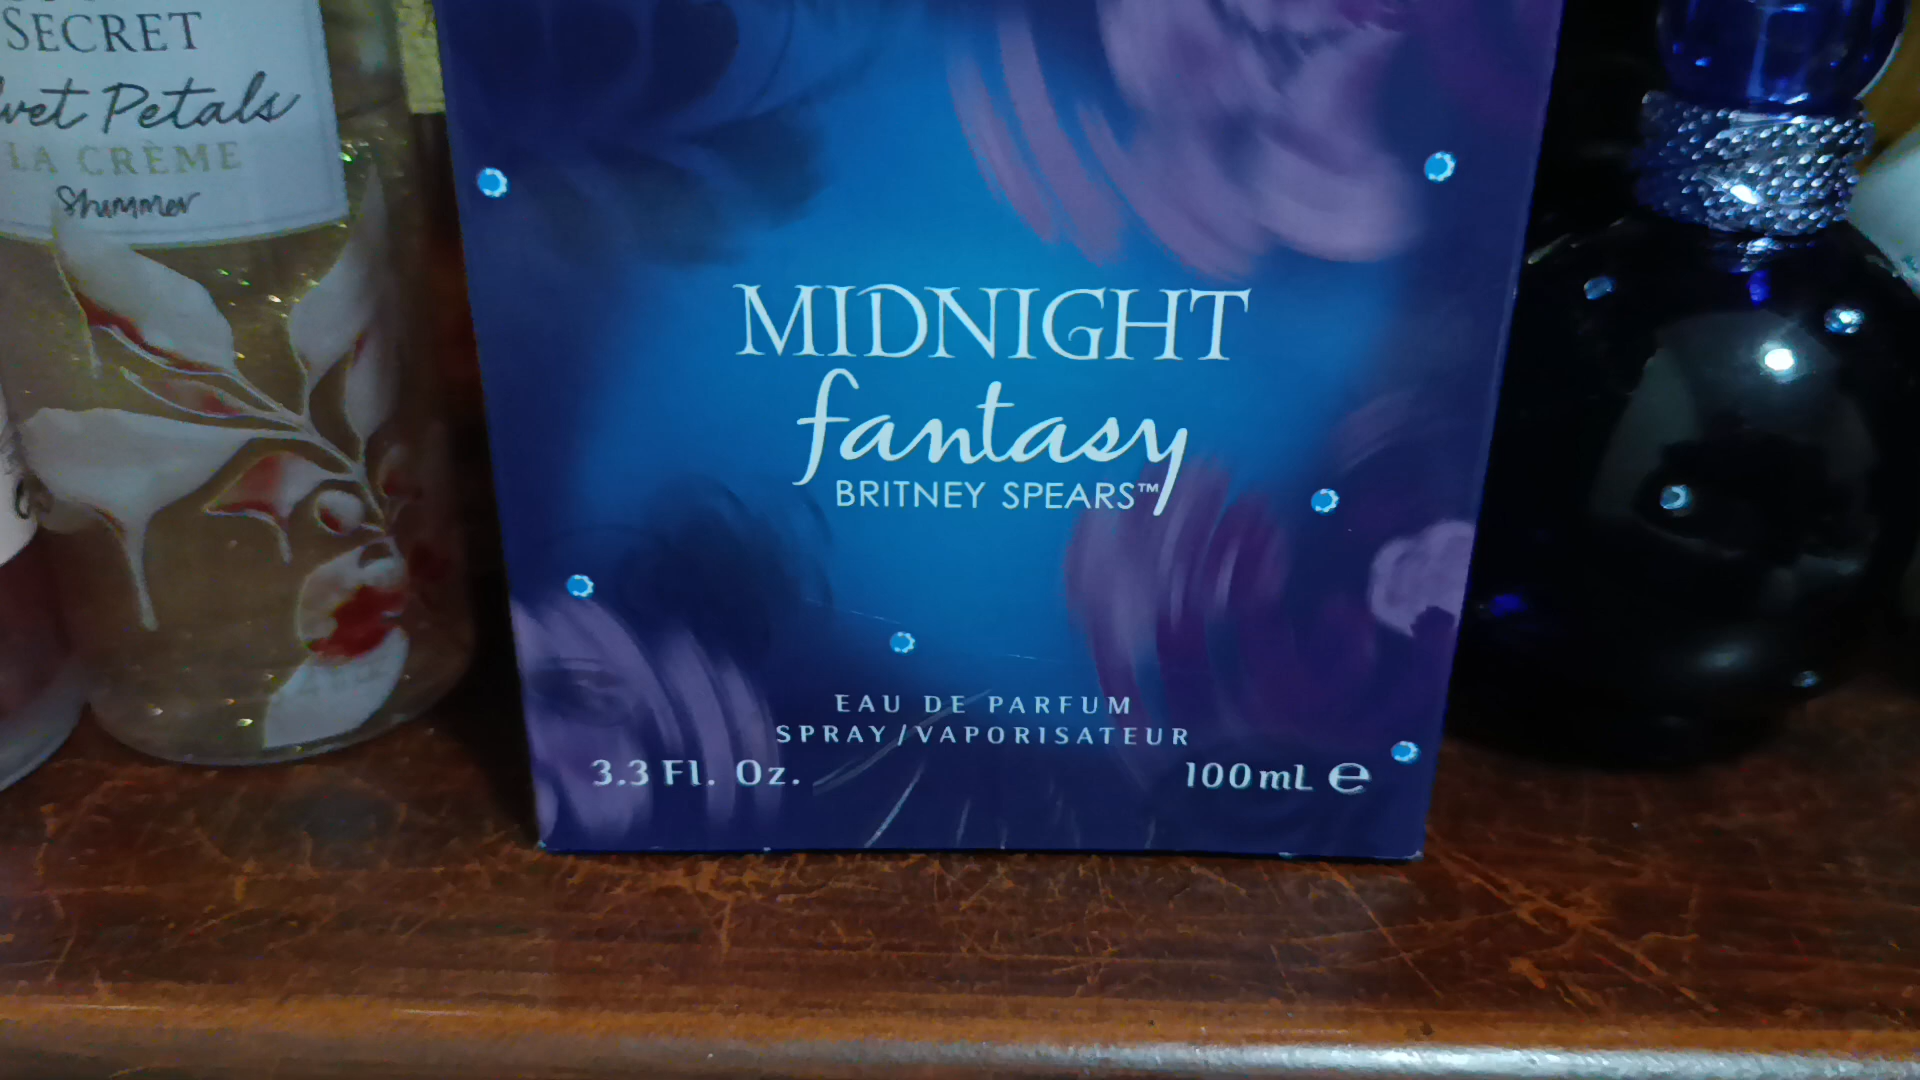 SECRET
Petals
LA CRÈME
Shimmer
MIDNIGHT
fantasy
BRITNEY SPEARS™
EAU DE PARFUM
SPRAY/VAPORISATEUR
3.3 Fl. Oz.
100mL ℮